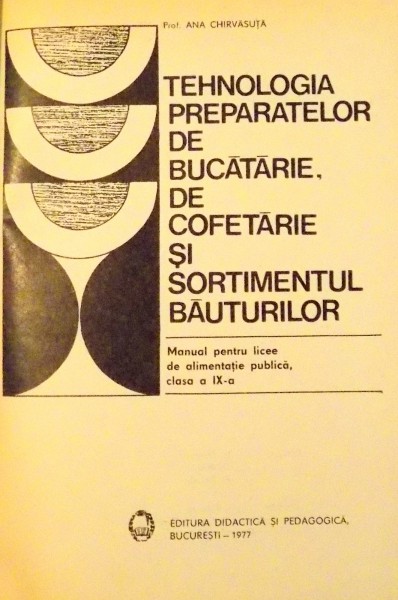 Prof. ANA CHIRVĂSUȚĂ
TEHNOLOGIA
PREPARATELOR
DE
BUCĂTĂRIE,
DE
COFETĂRIE
ȘI
SORTIMENTUL
BĂUTURILOR
Manual pentru licee
de alimentație publică,
clasa a IX-a
EDITURA DIDACTICĂ ȘI PEDAGOGICĂ,
BUCUREȘTI – 1977